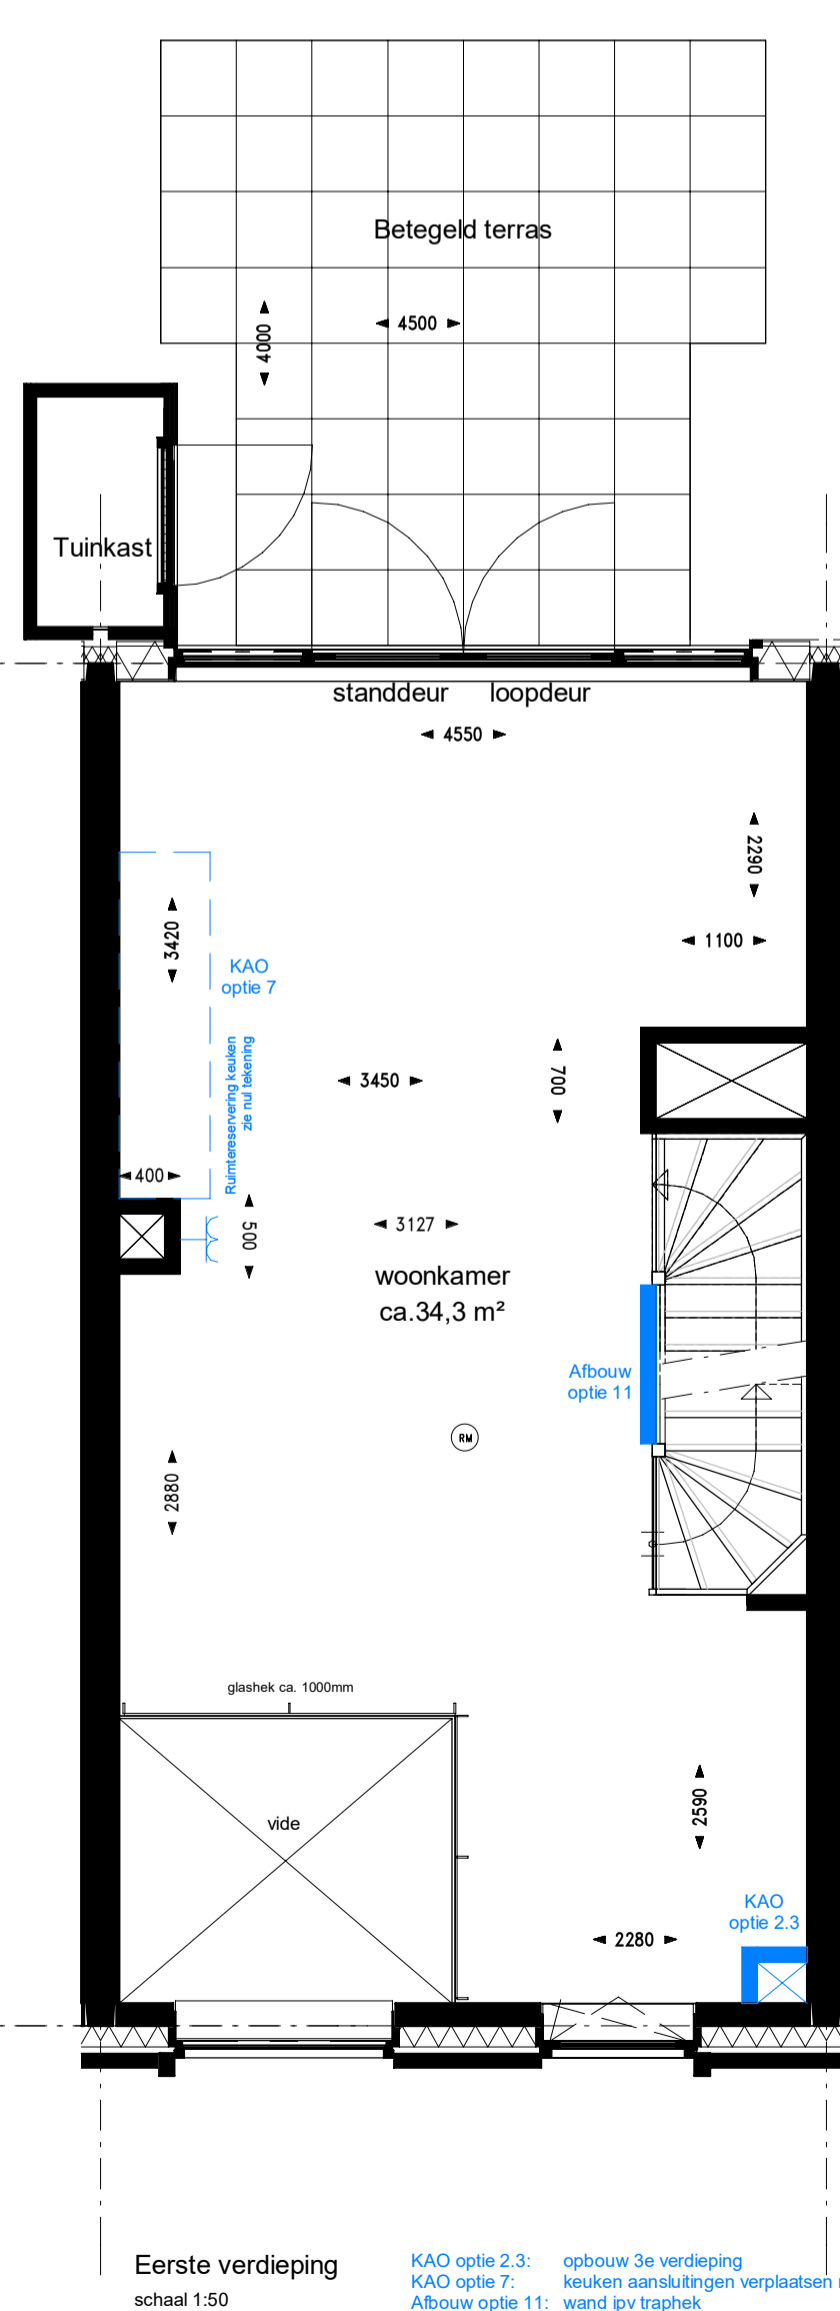 Betegeld terras
4500
4000
Tuinkast
standdeur loopdeur
4550
2290
3420
1100
KAO
optie 7
Ruimtereservering keuken
zie nul tekening
3450
700
400
500
3127
woonkamer
ca.34,3 m²
Afbouw
optie 11
RM
2880
glashek ca. 1000mm
vide
2590
KAO
optie 2.3
2280
Eerste verdieping
schaal 1:50
KAO optie 2.3: opbouw 3e verdieping
KAO optie 7: keuken aansluitingen verplaatsen
Afbouw optie 11: wand ipv traphek